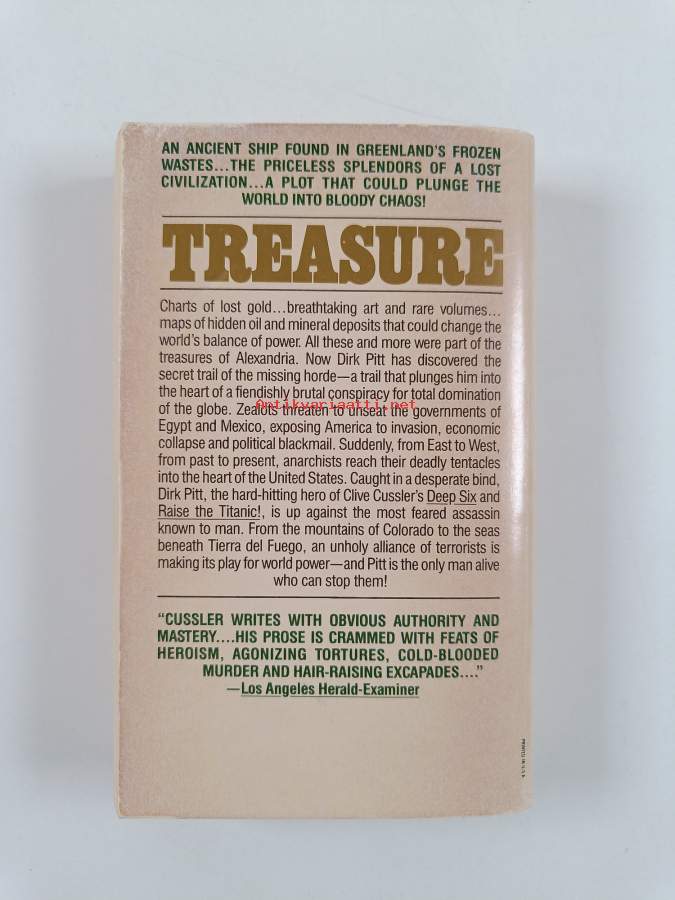 AN ANCIENT SHIP FOUND IN GREENLAND'S FROZEN
WASTES...THE PRICELESS SPLENDORS OF A LOST
CIVILIZATION...A PLOT THAT COULD PLUNGE THE
WORLD INTO BLOODY CHAOS!
TREASURE
Charts of lost gold...breathtaking art and rare volumes...
maps of hidden oil and mineral deposits that could change the
world's balance of power. All these and more were part of the
treasures of Alexandria. Now Dirk Pitt has discovered the
secret trail of the missing horde—a trail that plunges him into
the heart of a fiendishly brutal conspiracy for total domination
of the globe. Zealots threaten to unseat the governments of
Antikvariaatti.net
Egypt and Mexico, exposing America to invasion, economic
collapse and political blackmail. Suddenly, from East to West,
from past to present, anarchists reach their deadly tentacles
into the heart of the United States. Caught in a desperate bind,
Dirk Pitt, the hard-hitting hero of Clive Cussler's Deep Six and
Raise the Titanic!, is up against the most feared assassin
known to man. From the mountains of Colorado to the seas
beneath Tierra del Fuego, an unholy alliance of terrorists is
making its play for world power—and Pitt is the only man alive
who can stop them!
"CUSSLER WRITES WITH OBVIOUS AUTHORITY AND
MASTERY....HIS PROSE IS CRAMMED WITH FEATS OF
HEROISM, AGONIZING TORTURES, COLD-BLOODED
MURDER AND HAIR-RAISING EXCAPADES...."
—Los Angeles Herald-Examiner
PRINTED IN U.S.A.